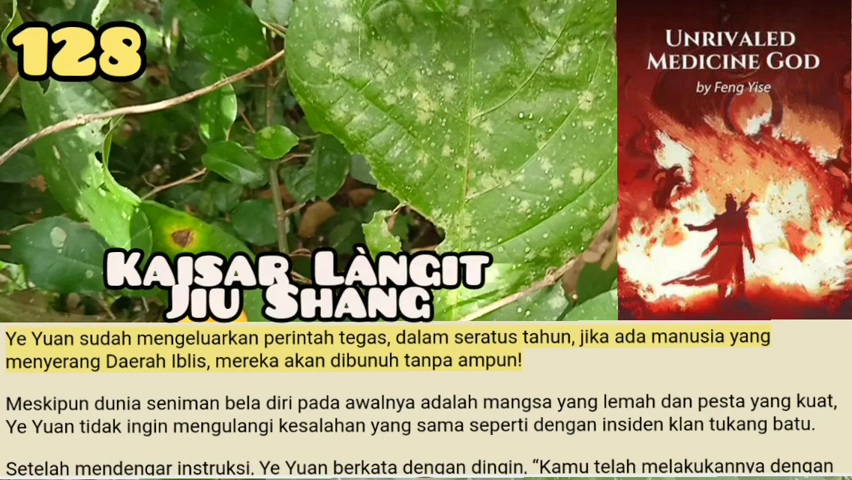 128
UNRIVALED
MEDICINE GOD
by Feng Yise
KAISAR LÀNGIT
JIU SHANG
Ye Yuan sudah mengeluarkan perintah tegas, dalam seratus tahun, jika ada manusia yang
menyerang Daerah Iblis, mereka akan dibunuh tanpa ampun!
Meskipun dunia seniman bela diri pada awalnya adalah mangsa yang lemah dan pesta yang kuat,
Ye Yuan tidak ingin mengulangi kesalahan yang sama seperti dengan insiden klan tukang batu.
Setelah mendengar instruksi, Ye Yuan berkata dengan dingin, “Kamu telah melakukannya dengan